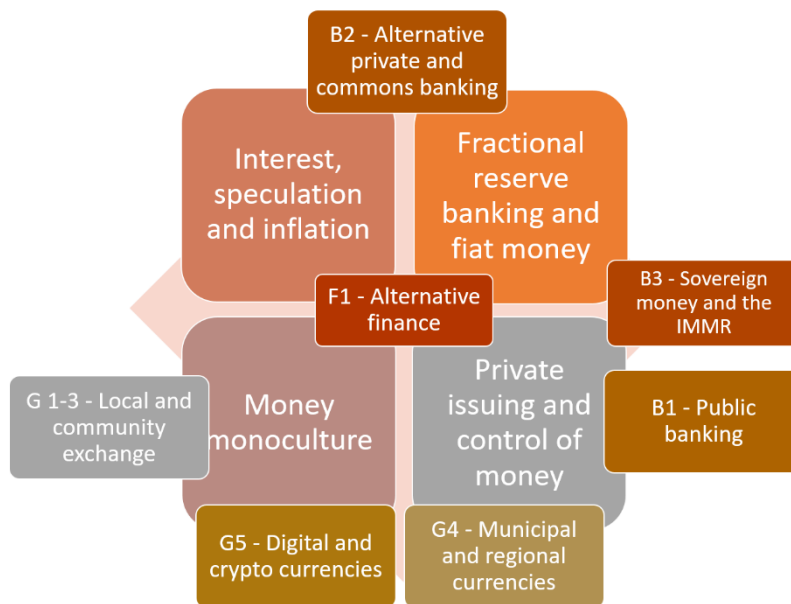 B2 - Alternative
private and
commons banking
Interest,
speculation
and inflation
Fractional
reserve
banking and
fiat money
F1 - Alternative
finance
B3 - Sovereign
money and the
IMMR
G 1-3 - Local and
community
exchange
Money
monoculture
Private
issuing and
control of
money
B1 - Public
banking
G5 - Digital and
crypto currencies
G4 - Municipal
and regional
currencies